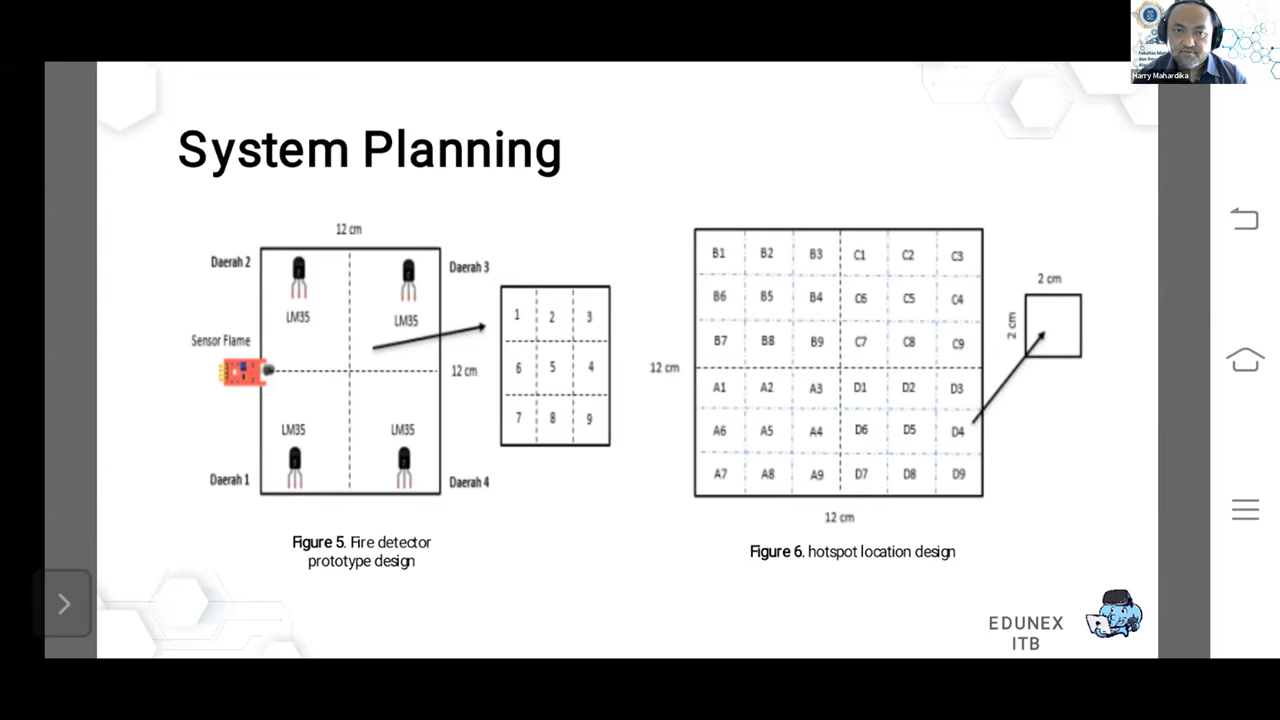 Harry Mahardika
System Planning
12 cm
Daerah 2
Daerah 3
LM35
LM35
Sensor Flame
12 cm
LM35
LM35
Daerah 1
Daerah 4
1 2 3
6 5 4
7 8 9
Figure 5. Fire detector
prototype design
B1 B2 B3 C1 C2 C3
B6 B5 B4 C6 C5 C4
B7 B8 B9 C7 C8 C9
A1 A2 A3 D1 D2 D3
A6 A5 A4 D6 D5 D4
A7 A8 A9 D7 D8 D9
12 cm
12 cm
2 cm
2 cm
Figure 6. hotspot location design
EDUNEX
ITB